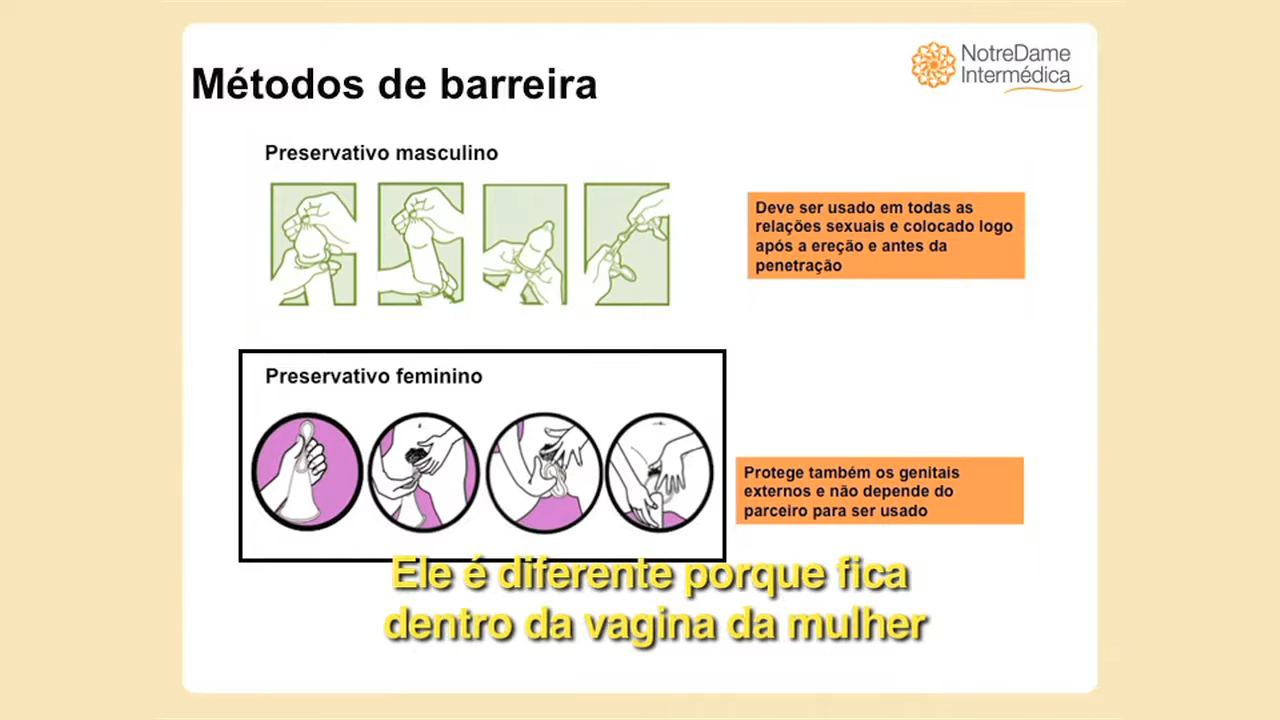 NotreDame
Intermédica
Métodos de barreira
Preservativo masculino
Deve ser usado em todas as
relações sexuais e colocado logo
após a ereção e antes da
penetração
Preservativo feminino
Protege também os genitais
externos e não depende do
parceiro para ser usado
Ele é diferente porque fica
dentro da vagina da mulher